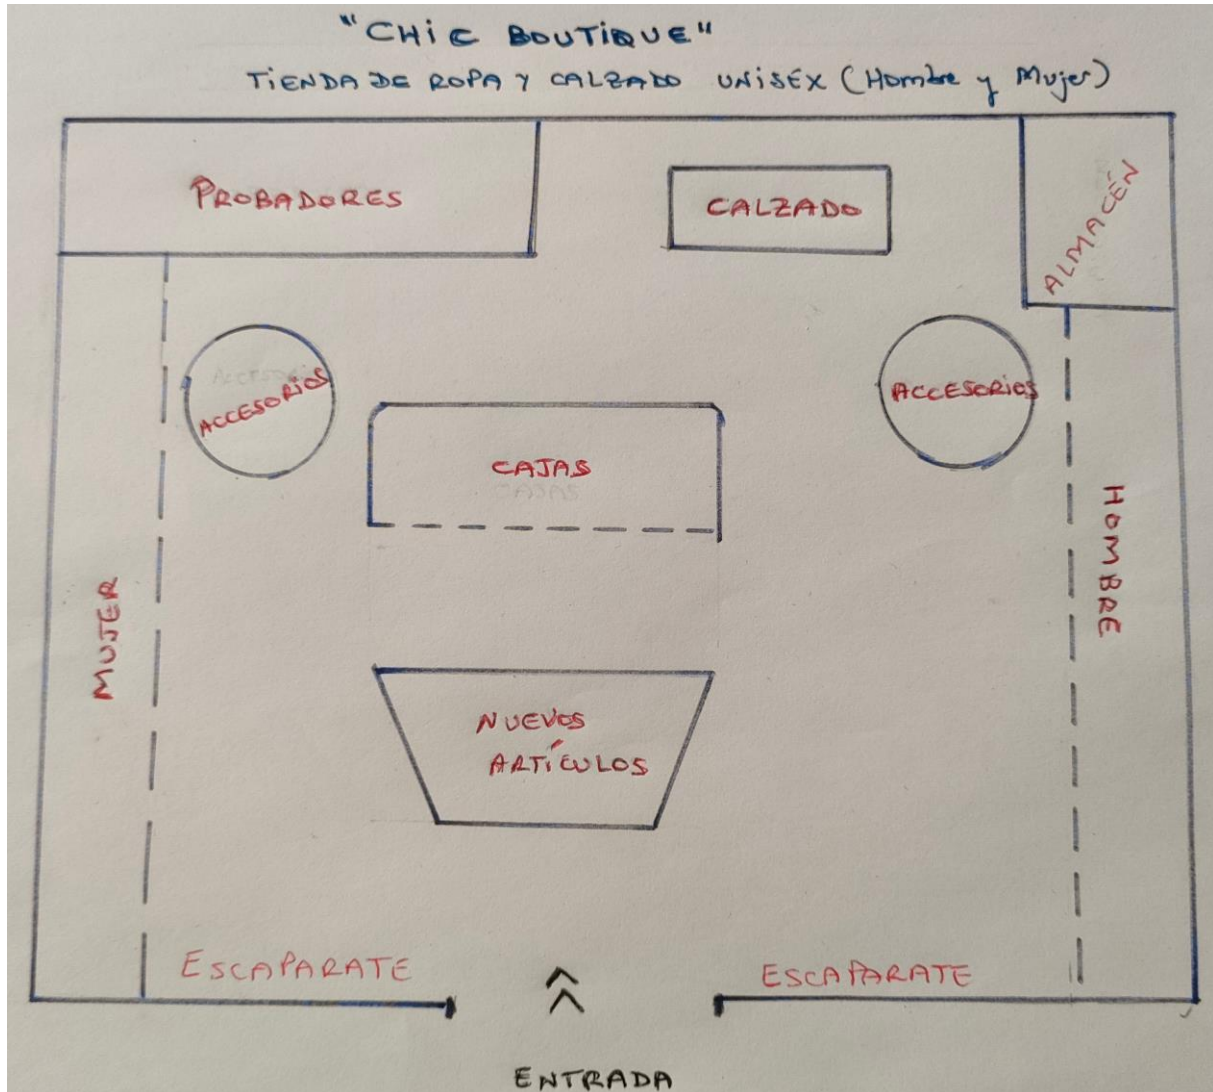 "CHiC BOUTiQUE"
TiENDA DE ROPA Y CALZADO UNiSEX (Hombre y Mujer)
PROBADORES
CALZADO
ALMACÉN
ACCESORiOS
ACCESORiOS
CAJAS
HOMBRE
MUJER
NUEVOS
ARTÍCULOS
ESCAPARATE
ESCAPARATE
ENTRADA